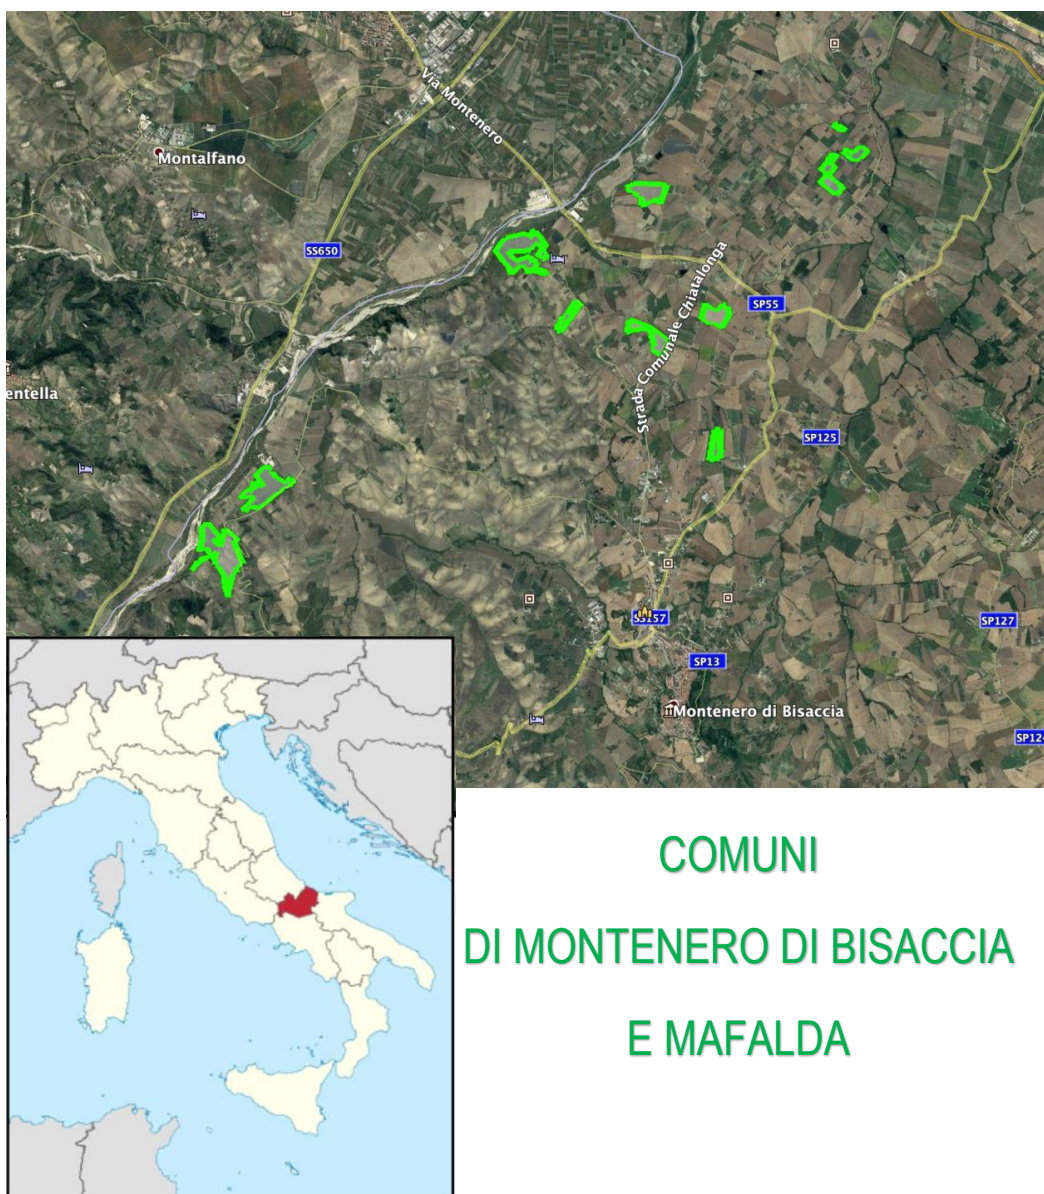 Via Montenero
Montalfano
SS650
Strada Comunale Chiatalonga
SP55
entella
SP125
SS157
SP127
SP13
Montenero di Bisaccia
SP124
COMUNI
DI MONTENERO DI BISACCIA
E MAFALDA